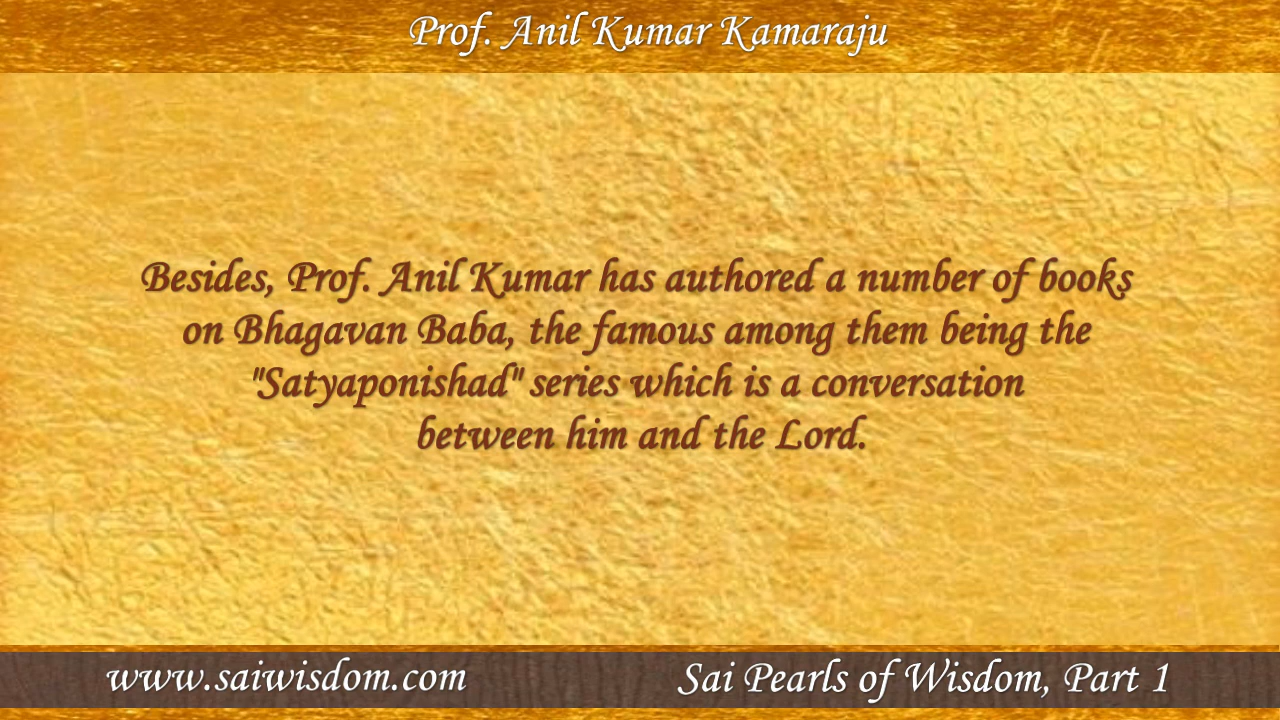 Prof. Anil Kumar Kamaraju
Besides, Prof. Anil Kumar has authored a number of books
on Bhagavan Baba, the famous among them being the
"Satyaponishad" series which is a conversation
between him and the Lord.
www.saiwisdom.com
Sai Pearls of Wisdom, Part 1